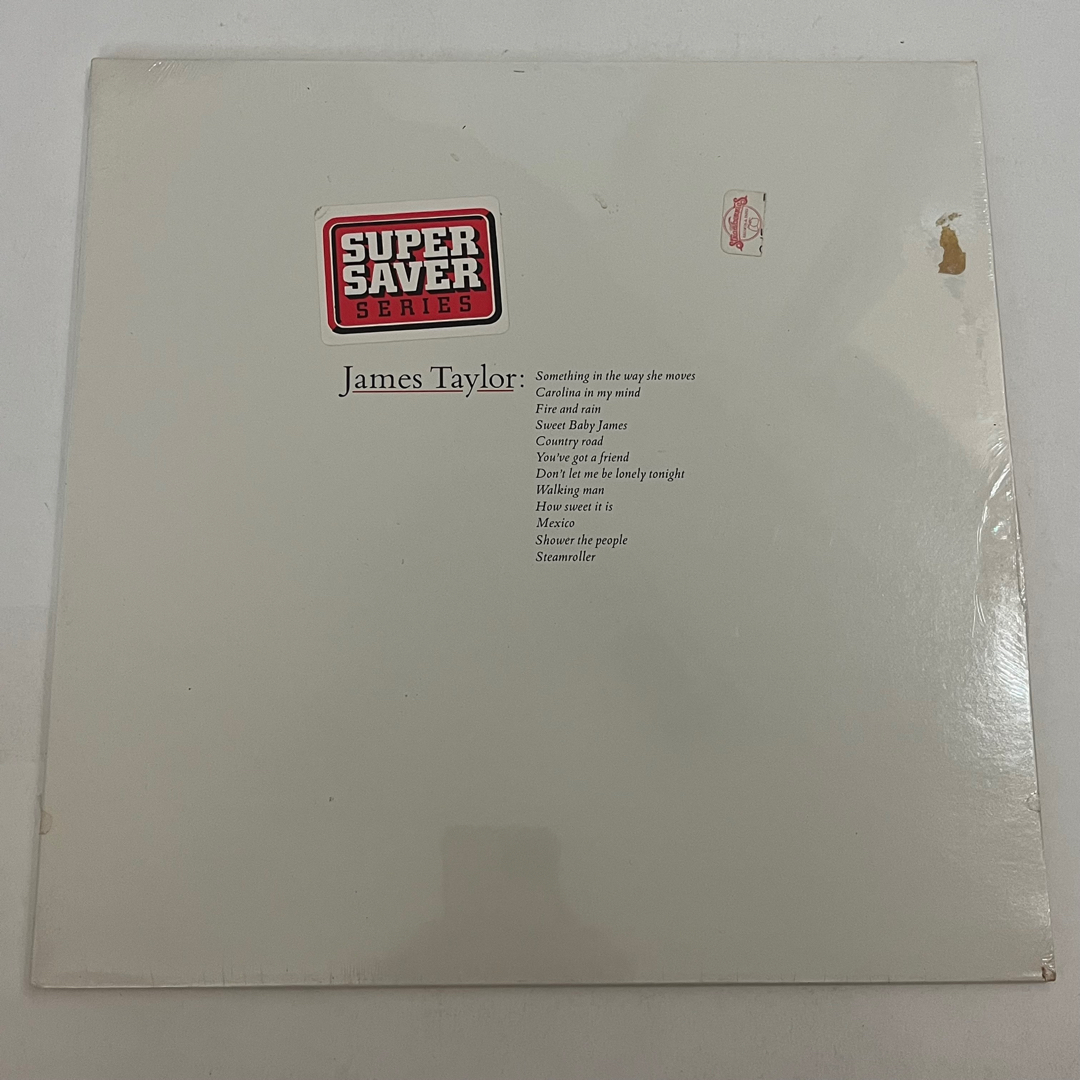 SUPER
SAVER
SERIES
James Taylor:
Something in the way she moves
Carolina in my mind
Fire and rain
Sweet Baby James
Country road
You've got a friend
Don't let me be lonely tonight
Walking man
How sweet it is
Mexico
Shower the people
Steamroller